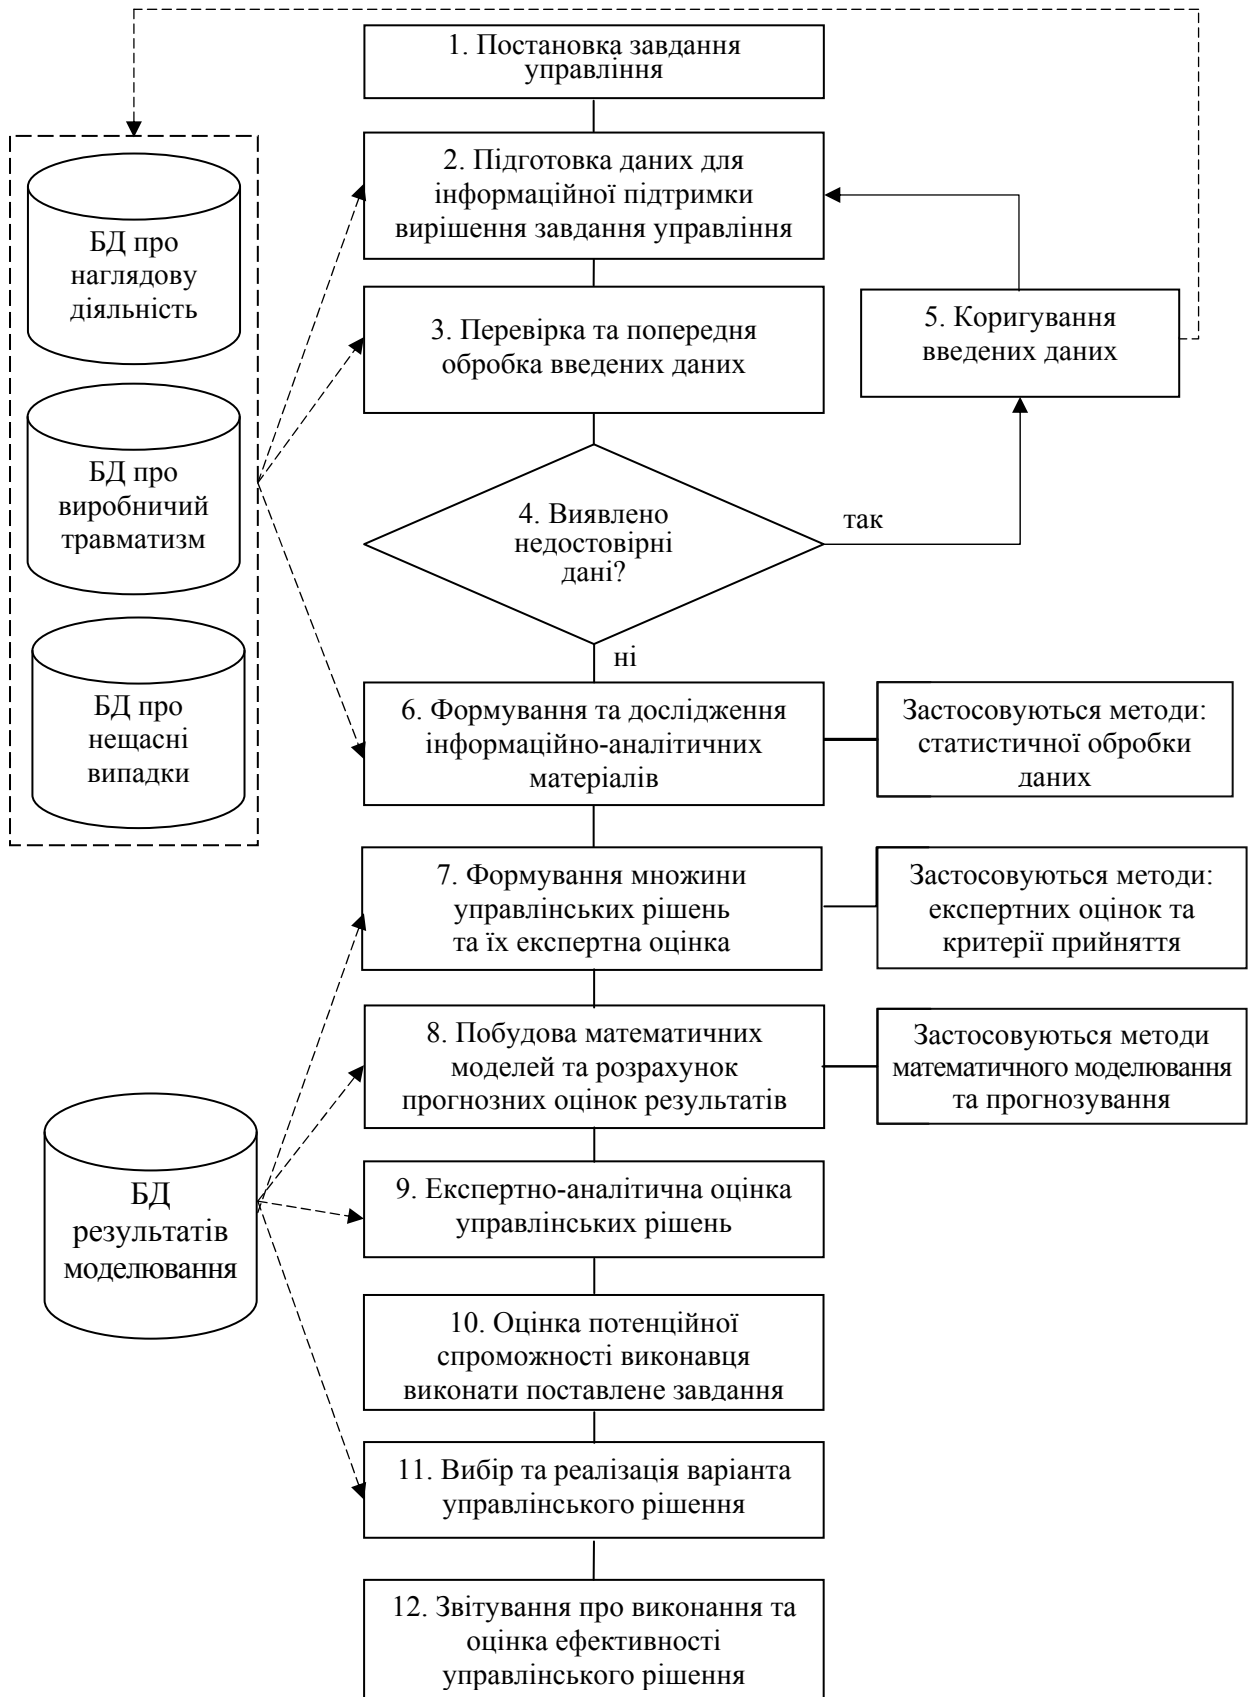 1. Постановка завдання
управління
2. Підготовка даних для
інформаційної підтримки
вирішення завдання управління
БД про
наглядову
діяльність
3. Перевірка та попередня
обробка введених даних
5. Коригування
введених даних
БД про
виробничий
травматизм
4. Виявлено
недостовірні
дані?
так
ні
БД про
нещасні
випадки
6. Формування та дослідження
інформаційно-аналітичних
матеріалів
Застосовуються методи:
статистичної обробки
даних
7. Формування множини
управлінських рішень
та їх експертна оцінка
Застосовуються методи:
експертних оцінок та
критерії прийняття
8. Побудова математичних
моделей та розрахунок
прогнозних оцінок результатів
Застосовуються методи
математичного моделювання
та прогнозування
БД
результатів
моделювання
9. Експертно-аналітична оцінка
управлінських рішень
10. Оцінка потенційної
спроможності виконавця
виконати поставлене завдання
11. Вибір та реалізація варіанта
управлінського рішення
12. Звітування про виконання та
оцінка ефективності
управлінського рішення